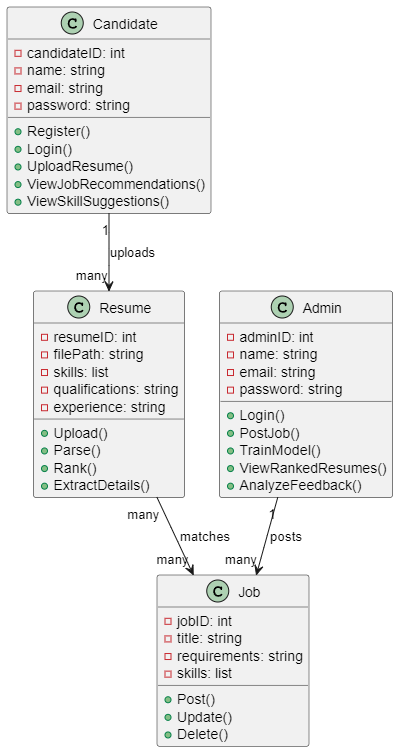 C Candidate
candidateID: int
name: string
email: string
password: string
Register()
Login()
UploadResume()
ViewJobRecommendations()
ViewSkillSuggestions()
1
uploads
many
C Resume
resumeID: int
filePath: string
skills: list
qualifications: string
experience: string
Upload()
Parse()
Rank()
ExtractDetails()
C Admin
adminID: int
name: string
email: string
password: string
Login()
PostJob()
TrainModel()
ViewRankedResumes()
AnalyzeFeedback()
many
matches
many
1
posts
many
C Job
jobID: int
title: string
requirements: string
skills: list
Post()
Update()
Delete()